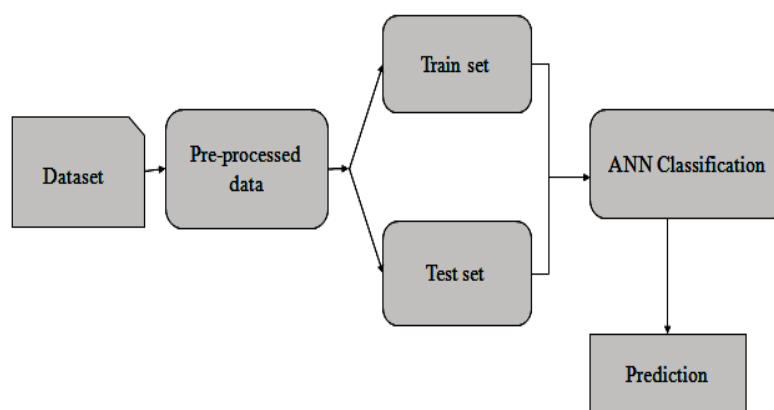 Dataset
Pre-processed
data
Train set
Test set
ANN Classification
Prediction